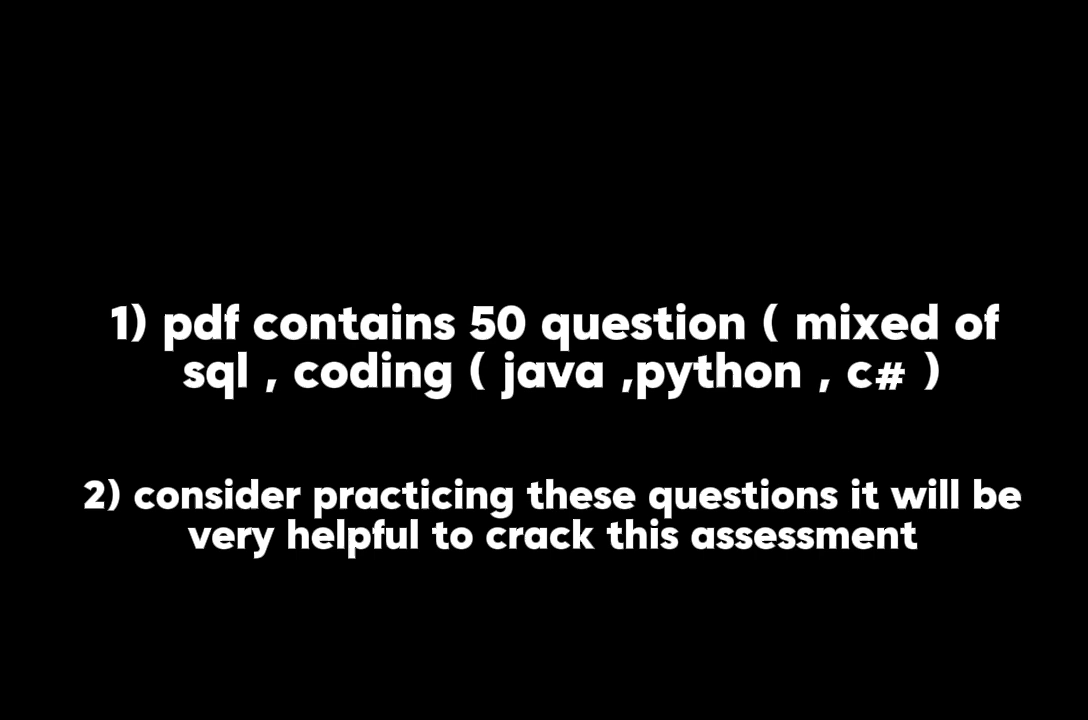 1) pdf contains 50 question ( mixed of
sql , coding ( java ,python , c# )
2) consider practicing these questions it will be
very helpful to crack this assessment